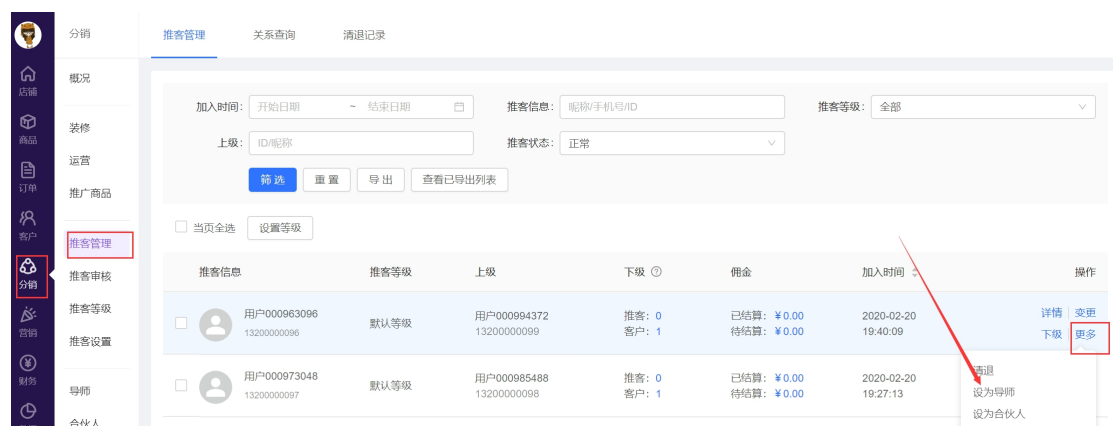 分销
推客管理 关系查询 清退记录
店铺
概况
商品
装修
运营
订单
推广商品
客户
推客管理
分销
推客审核
推客等级
营销
推客设置
财务
导师
合伙人
加入时间: 开始日期 ~ 结束日期 推客信息: 昵称/手机号/ID 推客等级: 全部
上级: ID/昵称 推客状态: 正常
筛选 重置 导出 查看已导出列表
当页全选 设置等级
推客信息 推客等级 上级 下级 佣金 加入时间 操作
用户000963096 默认等级 用户000994372 推客: 0 已结算: ¥0.00 2020-02-20 详情 变更
13200000096 13200000099 客户: 1 待结算: ¥0.00 19:40:09 下级 更多
用户000973048 默认等级 用户000985488 推客: 0 已结算: ¥0.00 2020-02-20
13200000097 13200000098 客户: 1 待结算: ¥0.00 19:27:13
清退
设为导师
设为合伙人